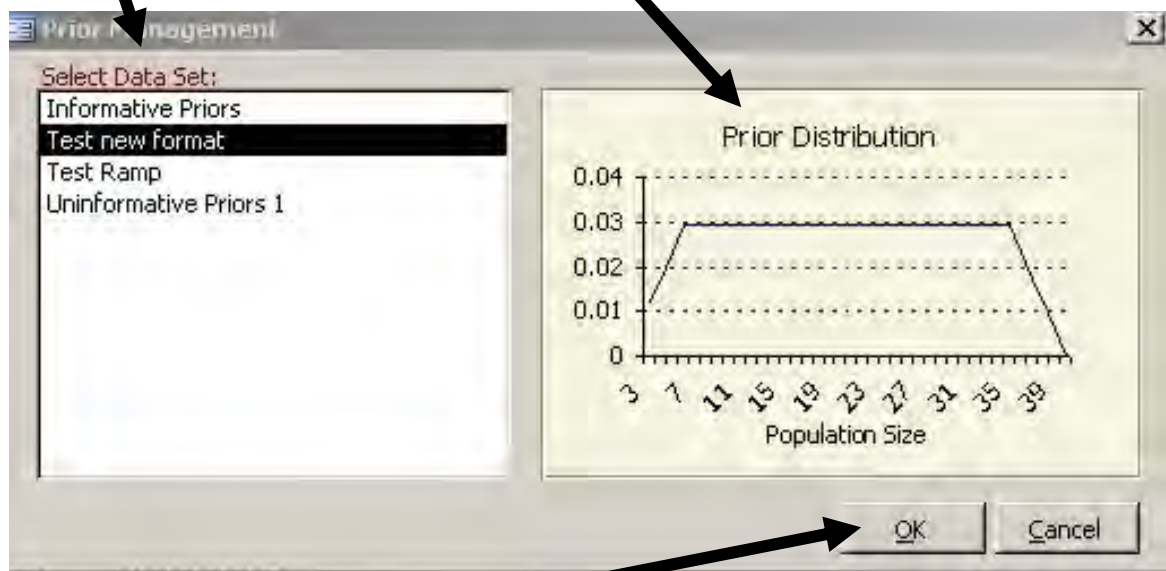 Prior Management
Select Data Set:
Informative Priors
Test new format
Test Ramp
Uninformative Priors 1
Prior Distribution
0.04
0.03
0.02
0.01
0
3 7 11 15 19 23 27 31 35 39
Population Size
OK Cancel